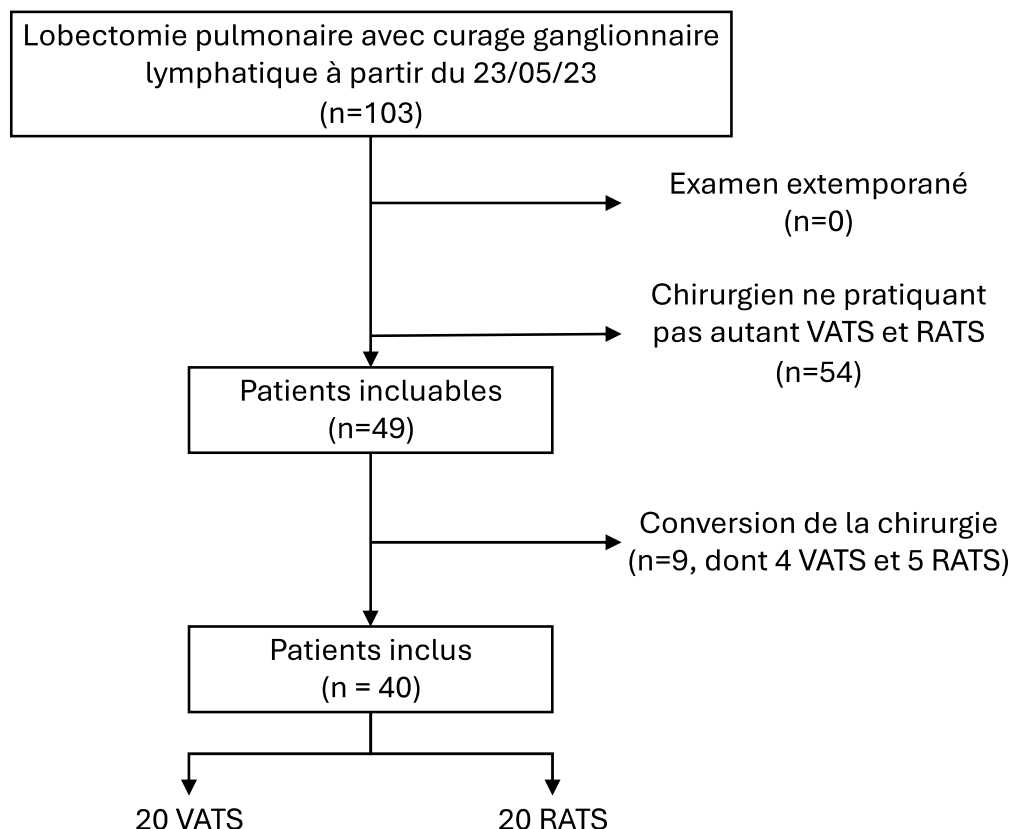 Lobectomie pulmonaire avec curage ganglionnaire
lymphatique à partir du 23/05/23
(n=103)
Examen extemporané
(n=0)
Chirurgien ne pratiquant
pas autant VATS et RATS
(n=54)
Patients incluables
(n=49)
Conversion de la chirurgie
(n=9, dont 4 VATS et 5 RATS)
Patients inclus
(n = 40)
20 VATS
20 RATS